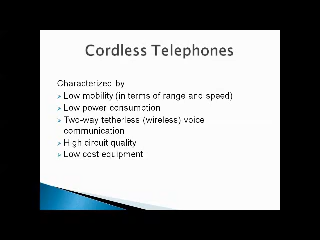 Cordless Telephones
Characterized by
Low mobility (in terms of range and speed)
Low power consumption
Two-way tetherless (wireless) voice
communication
High circuit quality
Low cost equipment